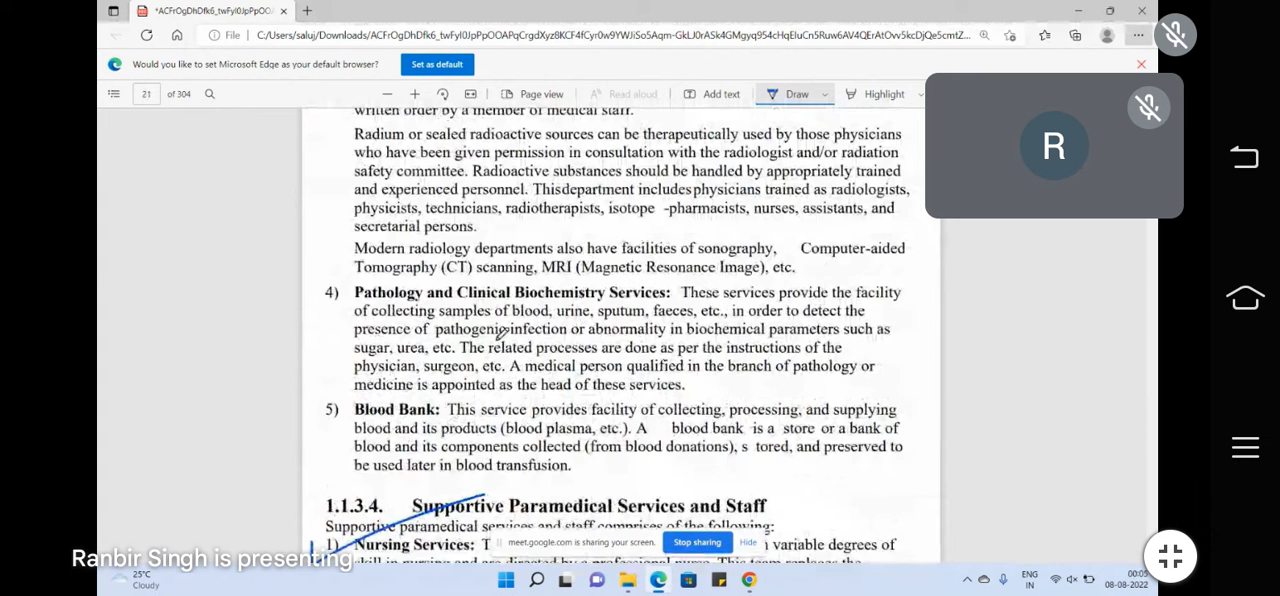 *ACFrOgDhDfk6_twFyI0JpPpOO
File
Would you like to set Microsoft Edge as your default browser?
Set as default
21 of 304
Page view
Read aloud
Add text
Draw
Highlight
R
written order by a member of medical staff.
Radium or sealed radioactive sources can be therapeutically used by those physicians
who have been given permission in consultation with the radiologist and/or radiation
safety committee. Radioactive substances should be handled by appropriately trained
and experienced personnel. Thisdepartment includes physicians trained as radiologists,
physicists, technicians, radiotherapists, isotope -pharmacists, nurses, assistants, and
secretarial persons.
Modern radiology departments also have facilities of sonography, Computer-aided
Tomography (CT) scanning, MRI (Magnetic Resonance Image), etc.
4) Pathology and Clinical Biochemistry Services: These services provide the facility
of collecting samples of blood, urine, sputum, faeces, etc., in order to detect the
presence of pathogenic infection or abnormality in biochemical parameters such as
sugar, urea, etc. The related processes are done as per the instructions of the
physician, surgeon, etc. A medical person qualified in the branch of pathology or
medicine is appointed as the head of these services.
5) Blood Bank: This service provides facility of collecting, processing, and supplying
blood and its products (blood plasma, etc.). A blood bank is a store or a bank of
blood and its components collected (from blood donations), s tored, and preserved to
be used later in blood transfusion.
1.1.3.4. Supportive Paramedical Services and Staff
Supportive paramedical services and staff comprises of the following:
1) Nursing Services: variable degrees of
meet.google.com is sharing your screen.
Stop sharing
Hide
Ranbir Singh is presenting
25°C
Cloudy
ENG
IN
08-08-2022